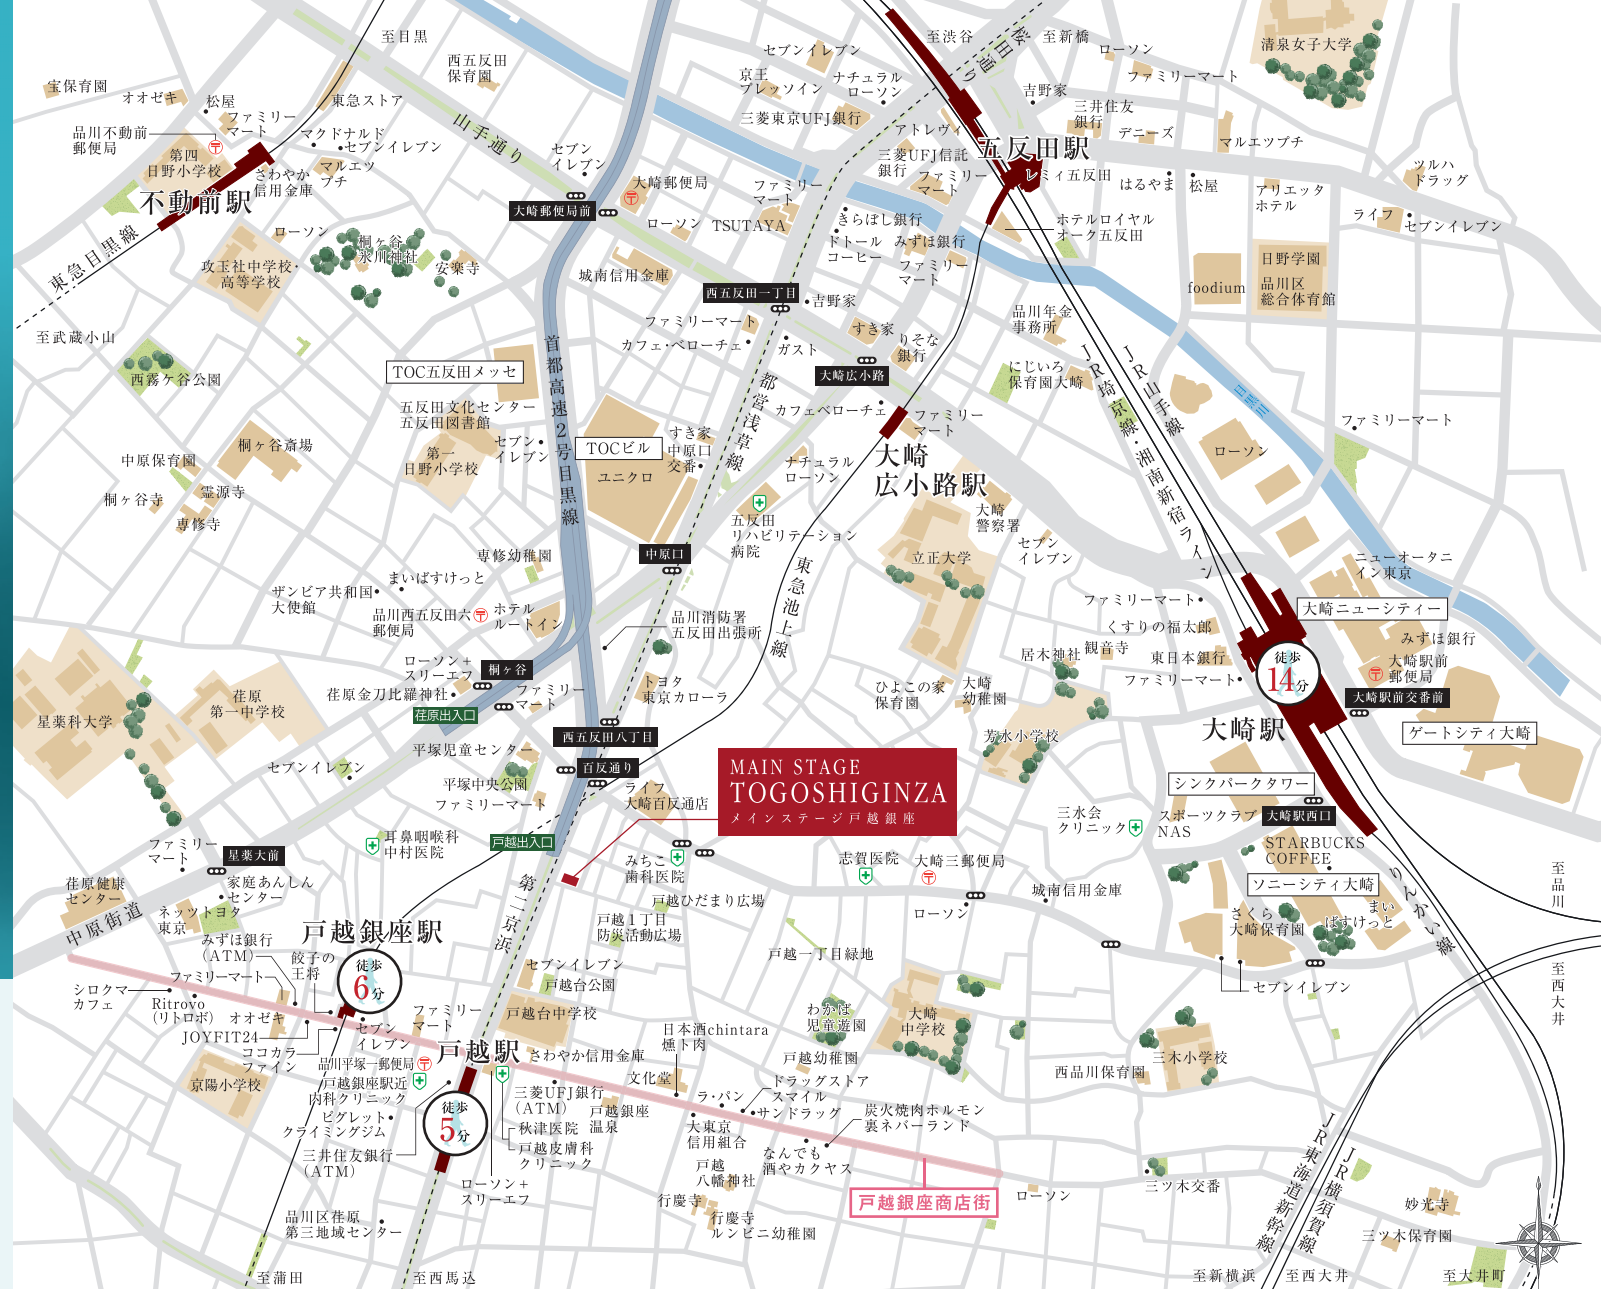 至目黒
西五反田
保育園
セブンイレブン
至渋谷
桜田通り
至新橋
ローソン
清泉女子大学
京王
プレッソイン
ナチュラル
ローソン
ファミリーマート
宝保育園
オオゼキ
松屋
ファミリー
マート
東急ストア
吉野家
三井住友
銀行
三菱東京UFJ銀行
アトレヴィ
デニーズ
マルエツプチ
品川不動前
郵便局
マクドナルド
セブンイレブン
山手通り
セブン
イレブン
第四
日野小学校
さわやか
信用金庫
マルエツ
プチ
三菱UFJ信託
銀行
五反田駅
レミィ五反田
ファミリー
マート
はるやま
松屋
ツルハ
ドラッグ
不動前駅
大崎郵便局
ファミリー
マート
アリエッタ
ホテル
大崎郵便局前
ローソン
TSUTAYA
きらぼし銀行
ホテルロイヤル
オーク五反田
ライフ
セブンイレブン
東急目黒線
ローソン
桐ヶ谷
氷川神社
ドトール
コーヒー
みずほ銀行
攻玉社中学校·
高等学校
安楽寺
城南信用金庫
ファミリー
マート
日野学園
foodium
品川区
総合体育館
西五反田一丁目
吉野家
至武蔵小山
ファミリーマート
カフェ·ベローチェ
ガスト
すき家
りそな
銀行
品川年金
事務所
首都高速2号目黒線
西霧ケ谷公園
TOC五反田メッセ
大崎広小路
にじいろ
保育園大崎
JR埼京線·湘南新宿ライン
JR山手線
目黒川
都営浅草線
五反田文化センター
五反田図書館
カフェベローチェ
ファミリー
マート
ファミリーマート
桐ヶ谷斎場
第一
日野小学校
セブン
イレブン
TOCビル
すき家
中原口
交番
大崎
広小路駅
ローソン
中原保育園
ナチュラル
ローソン
ユニクロ
桐ヶ谷寺
霊源寺
専修寺
五反田
リハビリテーション
病院
大崎
警察署
セブン
イレブン
専修幼稚園
中原口
立正大学
東急池上線
ニューオータニ
イン東京
ザンビア共和国
大使館
まいばすけっと
品川西五反田六
郵便局
ホテル
ルートイン
品川消防署
五反田出張所
ファミリーマート
大崎ニューシティー
くすりの福太郎
みずほ銀行
ローソン+
スリーエフ
桐ヶ谷
居木神社
観音寺
東日本銀行
ファミリーマート
徒歩
14分
大崎駅前
郵便局
荏原金刀比羅神社
ファミリー
マート
トヨタ
東京カローラ
ひよこの家
保育園
大崎
幼稚園
大崎駅前交番前
荏原
第一中学校
荏原出入口
大崎駅
星薬科大学
西五反田八丁目
芳水小学校
ゲートシティ大崎
平塚児童センター
百反通り
セブンイレブン
平塚中央公園
ファミリーマート
ライフ
大崎百反通店
MAIN STAGE
TOGOSHIGINZA
メインステージ戸越銀座
シンクパークタワー
三水会
クリニック
スポーツクラブ
NAS
大崎駅西口
耳鼻咽喉科
中村医院
戸越出入口
ファミリー
マート
星薬大前
みちこ
歯科医院
志賀医院
大崎三郵便局
STARBUCKS
COFFEE
至品川
荏原健康
センター
家庭あんしん
センター
第二京浜
戸越ひだまり広場
城南信用金庫
ソニーシティ大崎
りんかい線
中原街道
ネッツトヨタ
東京
戸越1丁目
防災活動広場
ローソン
さくら
大崎保育園
まい
ばすけっと
みずほ銀行
(ATM)
戸越銀座駅
餃子の
王将
徒歩
6分
戸越一丁目緑地
シロクマ
カフェ
ファミリーマート
セブンイレブン
戸越台公園
セブンイレブン
至西大井
Ritrovo
(リトロボ)
オオゼキ
ファミリー
マート
戸越台中学校
わかば
児童遊園
大崎
中学校
JOYFIT24
セブン
イレブン
戸越駅
日本酒chintara
燻ト肉
ココカラ
ファイン
品川平塚一郵便局
さわやか信用金庫
戸越幼稚園
三木小学校
京陽小学校
戸越銀座駅近
内科クリニック
文化堂
ドラッグストア
スマイル
西品川保育園
ピグレット
クライミングジム
徒歩
5分
三菱UFJ銀行
(ATM)
戸越銀座
温泉
ラ·パン
サンドラッグ
炭火焼肉ホルモン
裏ネバーランド
秋津医院
大東京
信用組合
三井住友銀行
(ATM)
戸越皮膚科
クリニック
なんでも
酒やカクヤス
戸越
八幡神社
ローソン+
スリーエフ
行慶寺
戸越銀座商店街
ローソン
三ツ木交番
JR東海道新幹線
JR横須賀線
妙光寺
品川区荏原
第三地域センター
行慶寺
ルンビニ幼稚園
三ツ木保育園
至蒲田
至西馬込
至新横浜
至西大井
至大井町